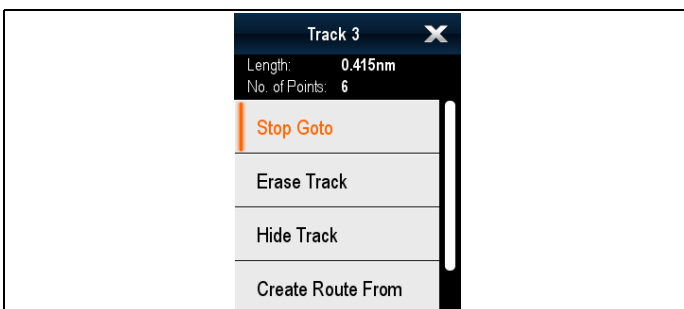 Track 3
Length: 0.415nm
No. of Points: 6
Stop Goto
Erase Track
Hide Track
Create Route From